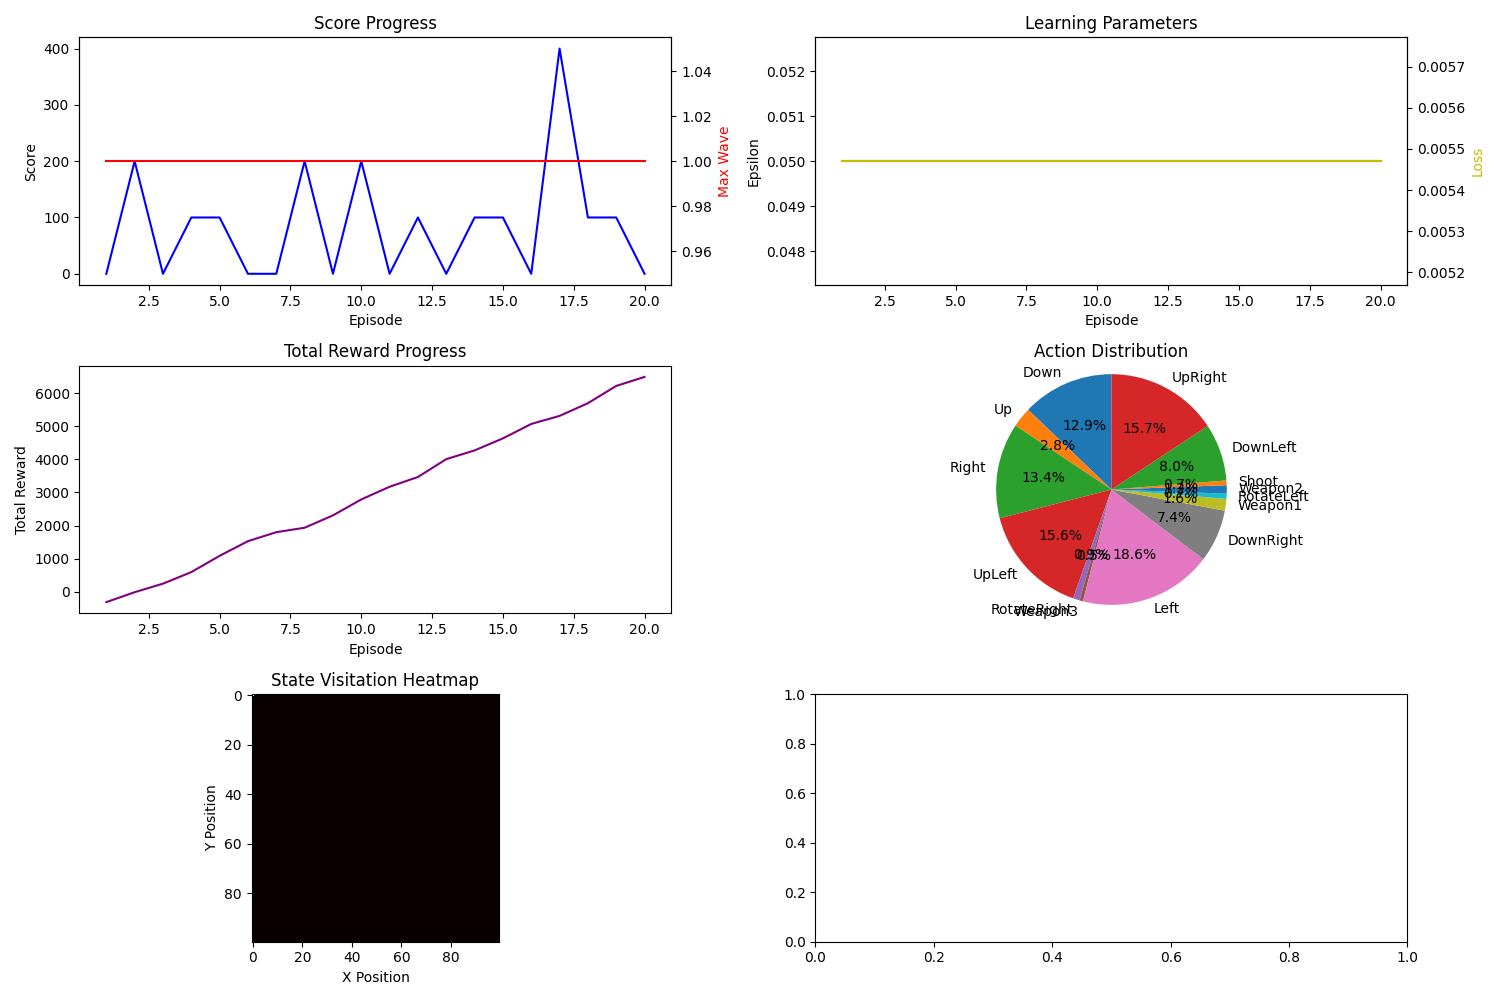 Score Progress
400
300
200
100
0
Score
1.04
1.02
1.00
0.98
0.96
Max Wave
2.5 5.0 7.5 10.0 12.5 15.0 17.5 20.0
Episode
Learning Parameters
0.052
0.051
0.050
0.049
0.048
Epsilon
0.0057
0.0056
0.0055
0.0054
0.0053
0.0052
Loss
2.5 5.0 7.5 10.0 12.5 15.0 17.5 20.0
Episode
Total Reward Progress
6000
5000
4000
3000
2000
1000
0
Total Reward
2.5 5.0 7.5 10.0 12.5 15.0 17.5 20.0
Episode
Action Distribution
Down
UpRight
Up
12.9%
15.7%
2.8%
DownLeft
Right
13.4%
8.0%
Shoot
0.7%
Weapon2
RotateLeft
Weapon1
1.6%
7.4%
DownRight
15.6%
0.9%
0.5%
18.6%
UpLeft
Left
RotateRight
Weapon3
State Visitation Heatmap
0
20
40
60
80
Y Position
0 20 40 60 80
X Position
1.0
0.8
0.6
0.4
0.2
0.0
0.0 0.2 0.4 0.6 0.8 1.0